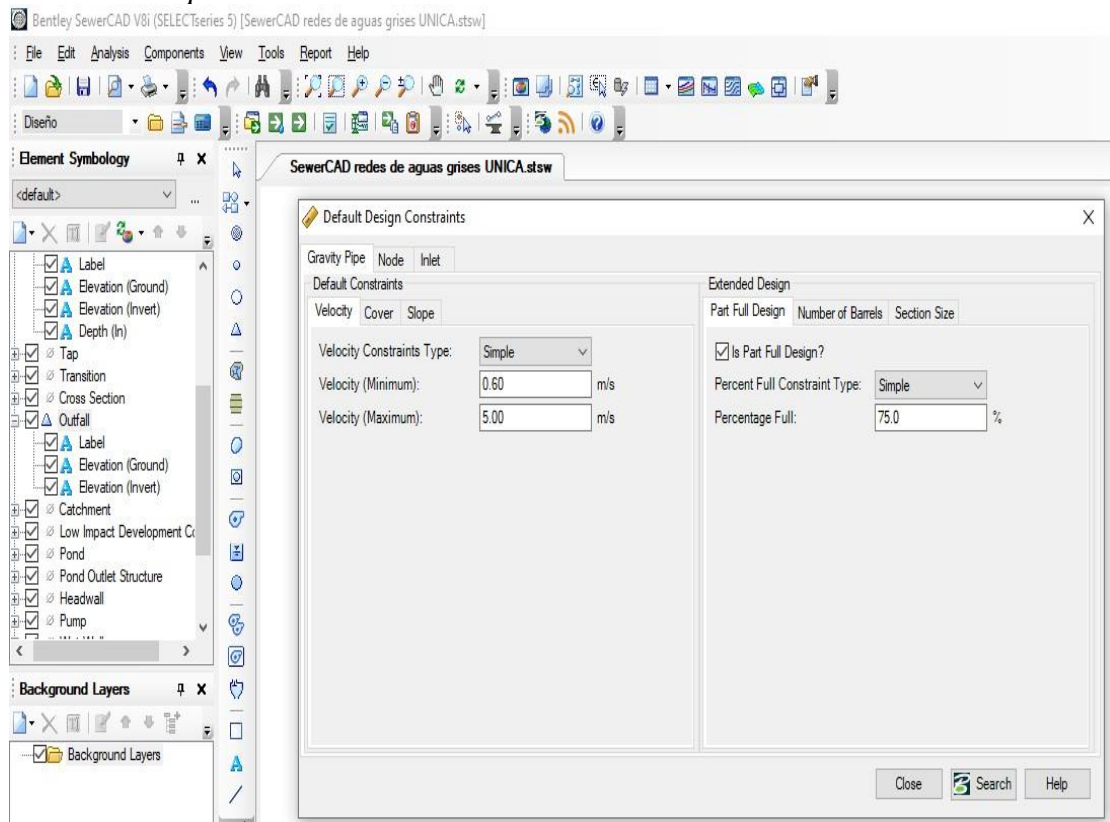 Bentley SewerCAD V8i (SELECTseries 5) [SewerCAD redes de aguas grises UNICA.stsw]
File Edit Analysis Components View Tools Report Help
Diseño
Element Symbology
<default>
Label
Elevation (Ground)
Elevation (Invert)
Depth (In)
Tap
Transition
Cross Section
Outfall
Label
Elevation (Ground)
Elevation (Invert)
Catchment
Low Impact Development Co
Pond
Pond Outlet Structure
Headwall
Pump
Background Layers
Background Layers
SewerCAD redes de aguas grises UNICA.stsw
Default Design Constraints
Gravity Pipe Node Inlet
Default Constraints
Velocity Cover Slope
Velocity Constraints Type: Simple
Velocity (Minimum): 0.60 m/s
Velocity (Maximum): 5.00 m/s
Extended Design
Part Full Design Number of Barrels Section Size
Is Part Full Design?
Percent Full Constraint Type: Simple
Percentage Full: 75.0 %
Close Search Help